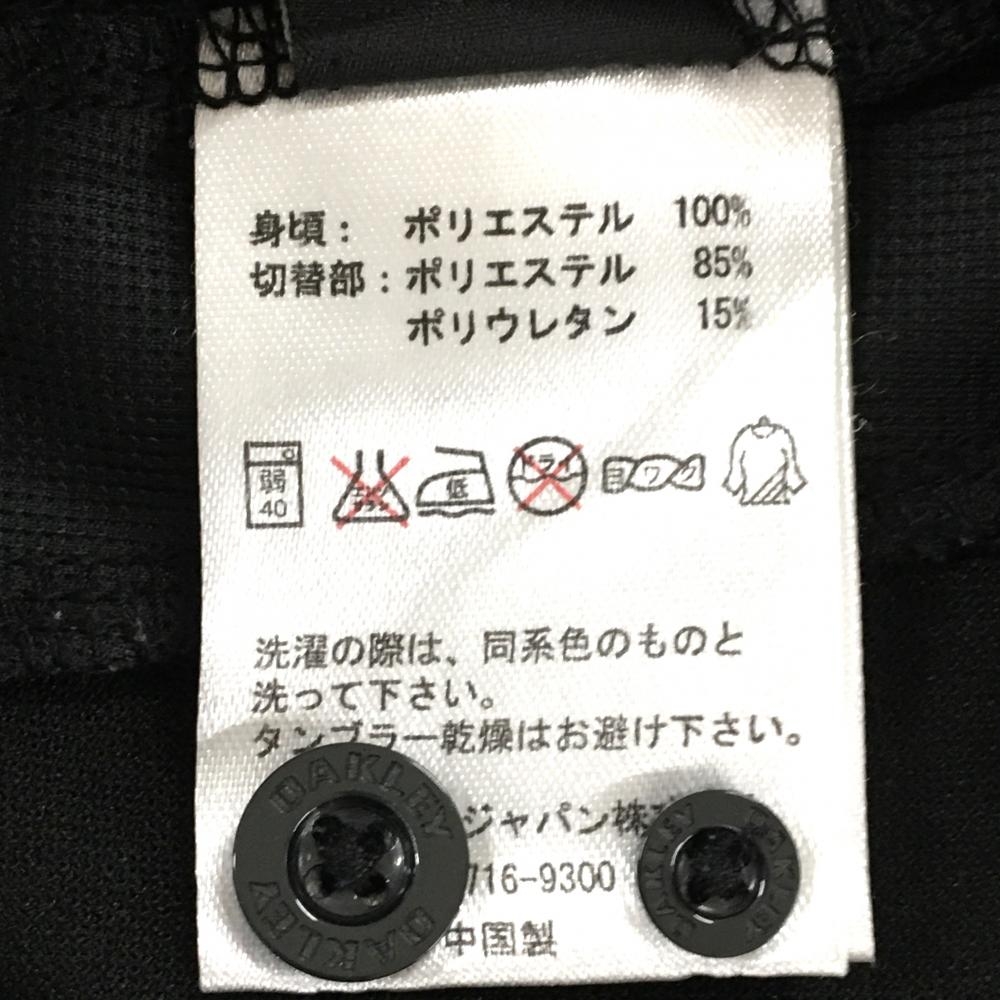 身頃： ポリエステル 100%
切替部：ポリエステル 85%
ポリウレタン 15%
弱 40 低 ドライ ヨワク
洗濯の際は、同系色のものと
洗って下さい。
タンブラー乾燥はお避け下さい。
ジャパン株
716-9300
中国製
OAKLEY OAKLEY
OAKLEY OAKLEY